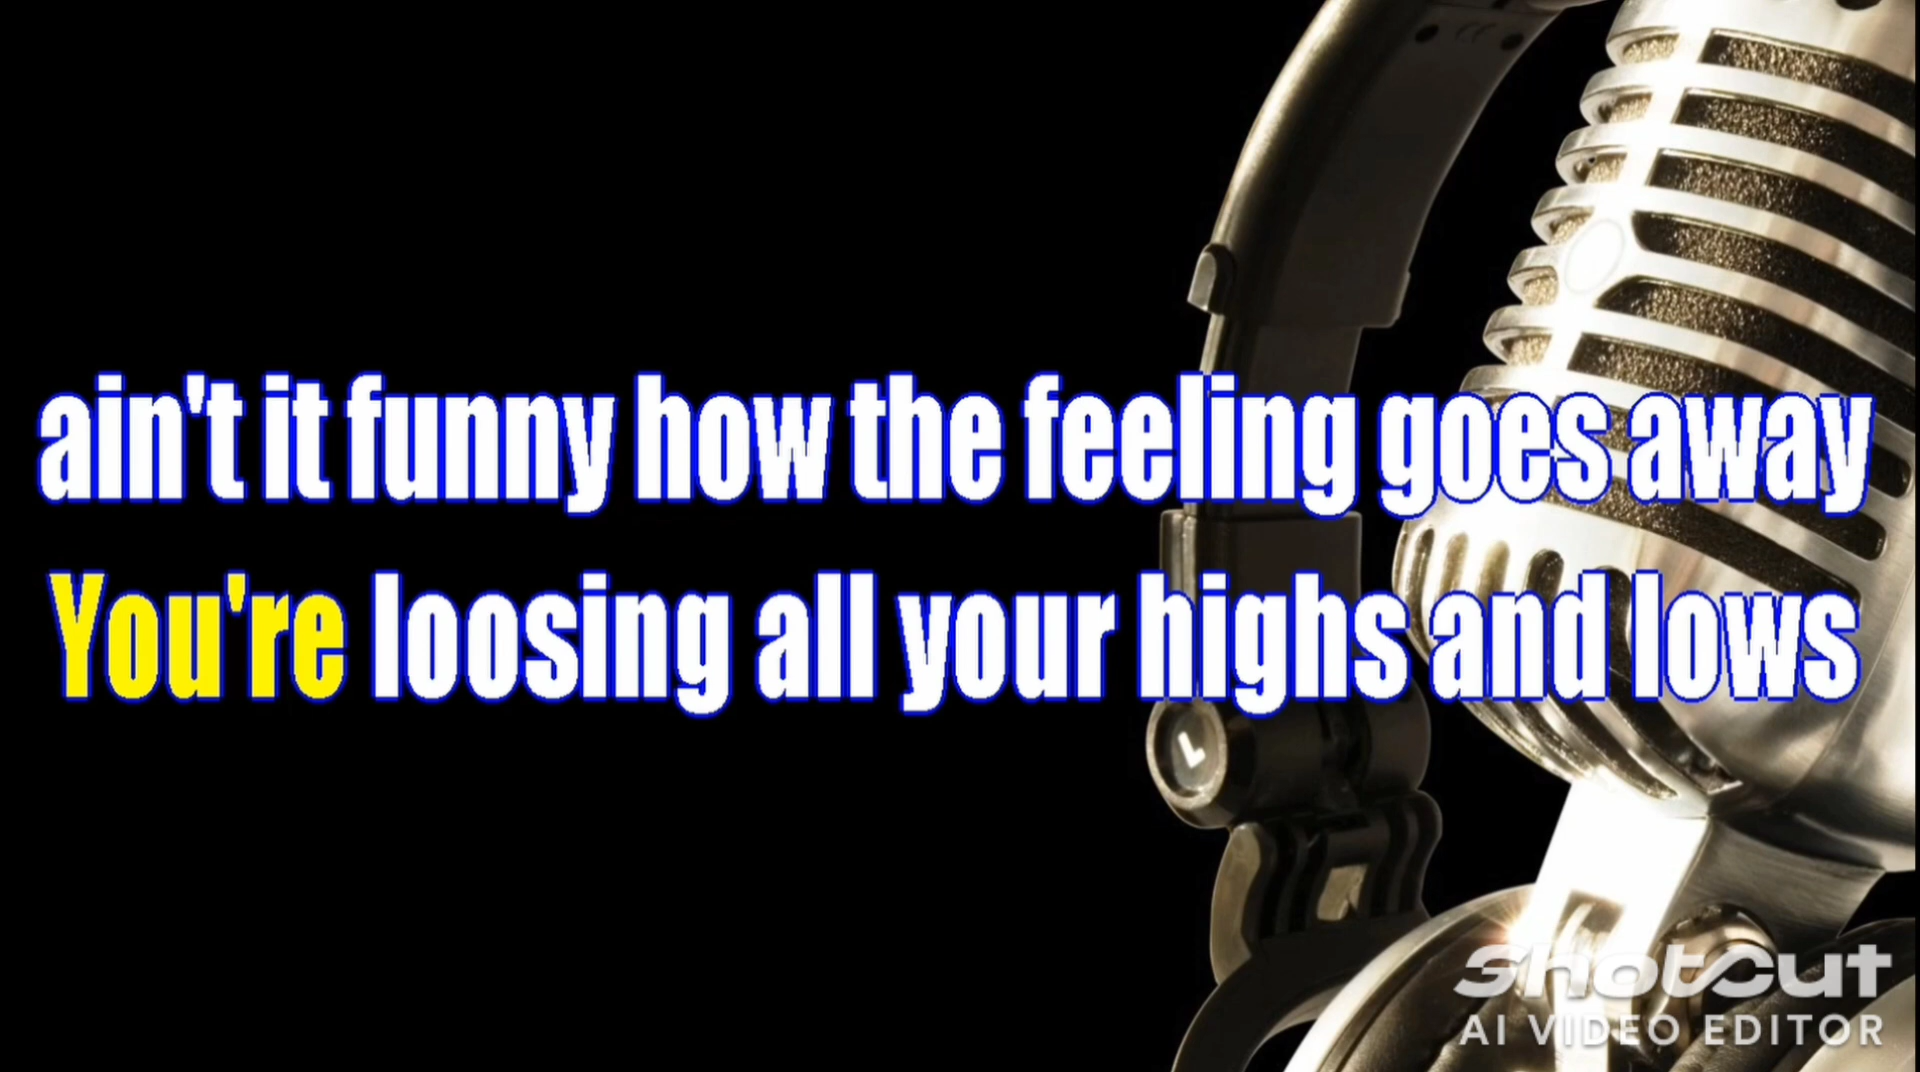 ain't it funny how the feeling goes away
You're loosing all your highs and lows
L
Shotcut
AI VIDEO EDITOR